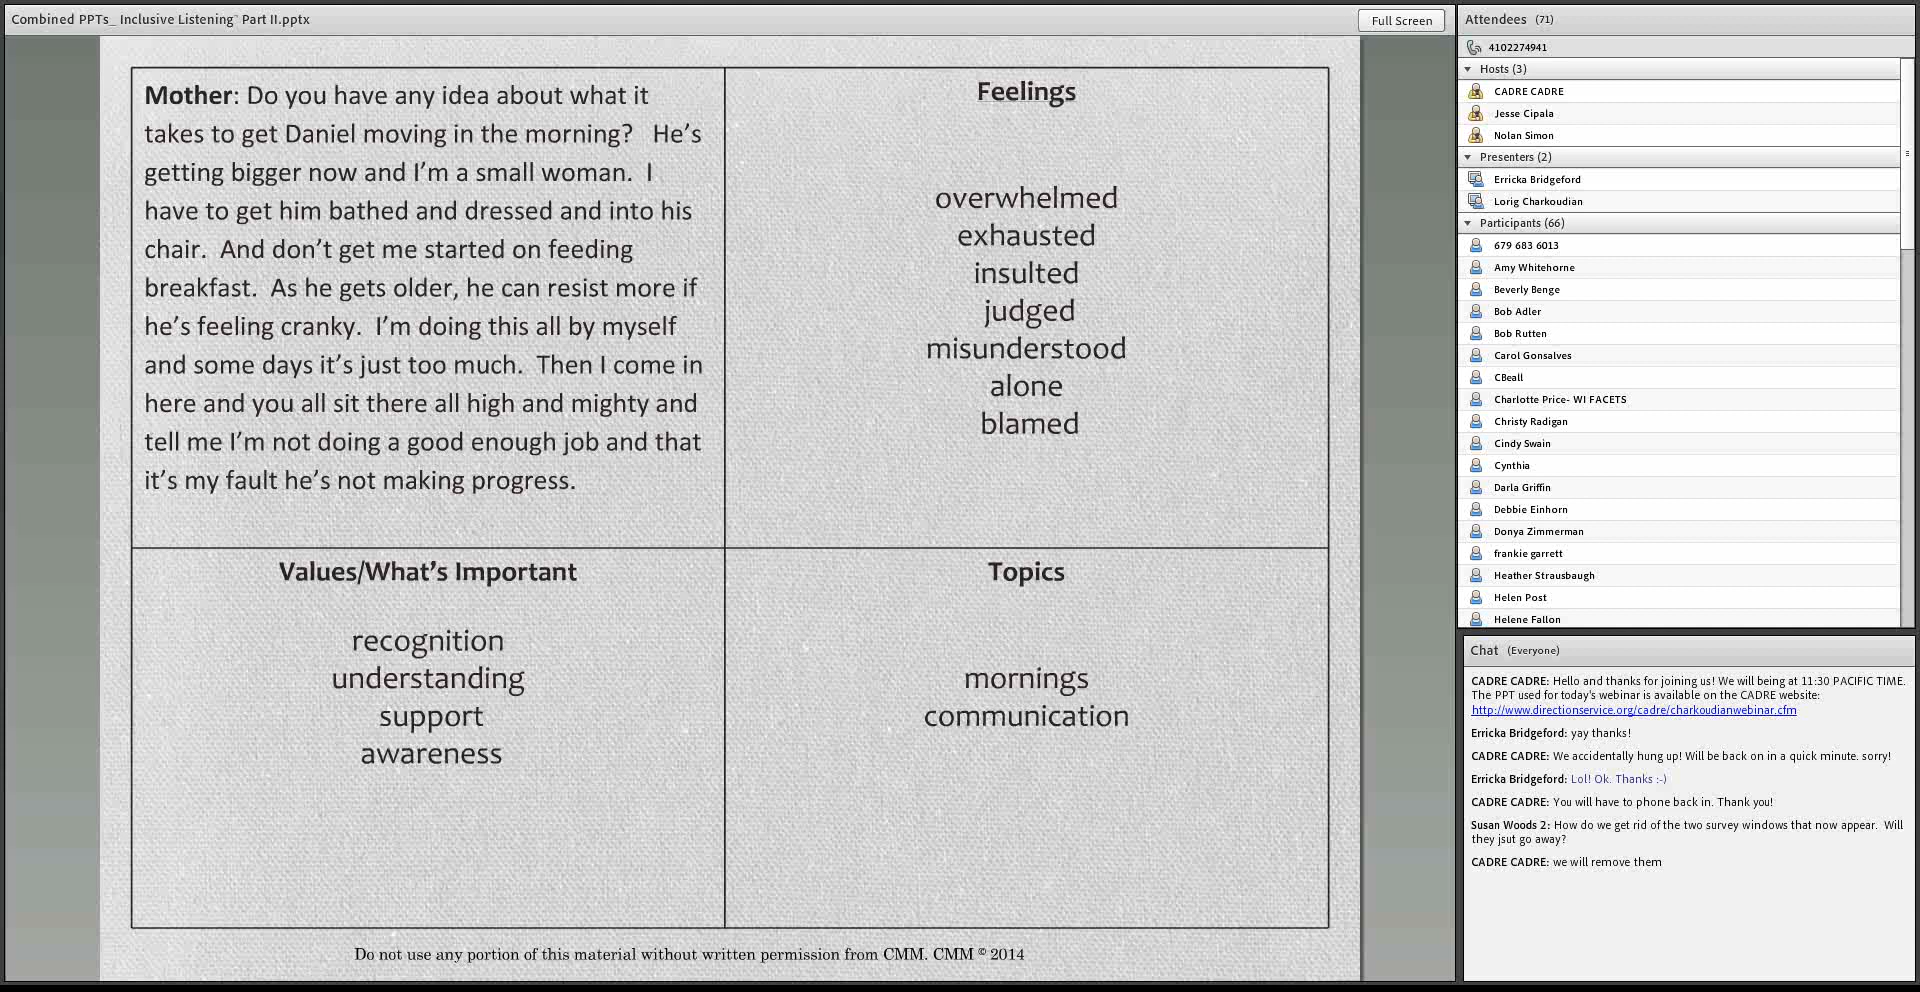 Combined PPTs_ Inclusive Listening˜ Part II.pptx
Full Screen
Mother: Do you have any idea about what it
takes to get Daniel moving in the morning? He’s
getting bigger now and I’m a small woman. I
have to get him bathed and dressed and into his
chair. And don’t get me started on feeding
breakfast. As he gets older, he can resist more if
he’s feeling cranky. I’m doing this all by myself
and some days it’s just too much. Then I come in
here and you all sit there all high and mighty and
tell me I’m not doing a good enough job and that
it’s my fault he’s not making progress.
Feelings
overwhelmed
exhausted
insulted
judged
misunderstood
alone
blamed
Values/What’s Important
recognition
understanding
support
awareness
Topics
mornings
communication
Do not use any portion of this material without written permission from CMM. CMM © 2014
Attendees (71)
4102274941
Hosts (3)
CADRE CADRE
Jesse Cipala
Nolan Simon
Presenters (2)
Erricka Bridgeford
Lorig Charkoudian
Participants (66)
679 683 6013
Amy Whitehorne
Beverly Benge
Bob Adler
Bob Rutten
Carol Gonsalves
CBeall
Charlotte Price- WI FACETS
Christy Radigan
Cindy Swain
Cynthia
Darla Griffin
Debbie Einhorn
Donya Zimmerman
frankie garrett
Heather Strausbaugh
Helen Post
Helene Fallon
Chat (Everyone)
CADRE CADRE: Hello and thanks for joining us! We will being at 11:30 PACIFIC TIME.
The PPT used for today's webinar is available on the CADRE website:
http://www.directionservice.org/cadre/charkoudianwebinar.cfm
Erricka Bridgeford: yay thanks!
CADRE CADRE: We accidentally hung up! Will be back on in a quick minute. sorry!
Erricka Bridgeford: Lol! Ok. Thanks :-)
CADRE CADRE: You will have to phone back in. Thank you!
Susan Woods 2: How do we get rid of the two survey windows that now appear. Will
they jsut go away?
CADRE CADRE: we will remove them